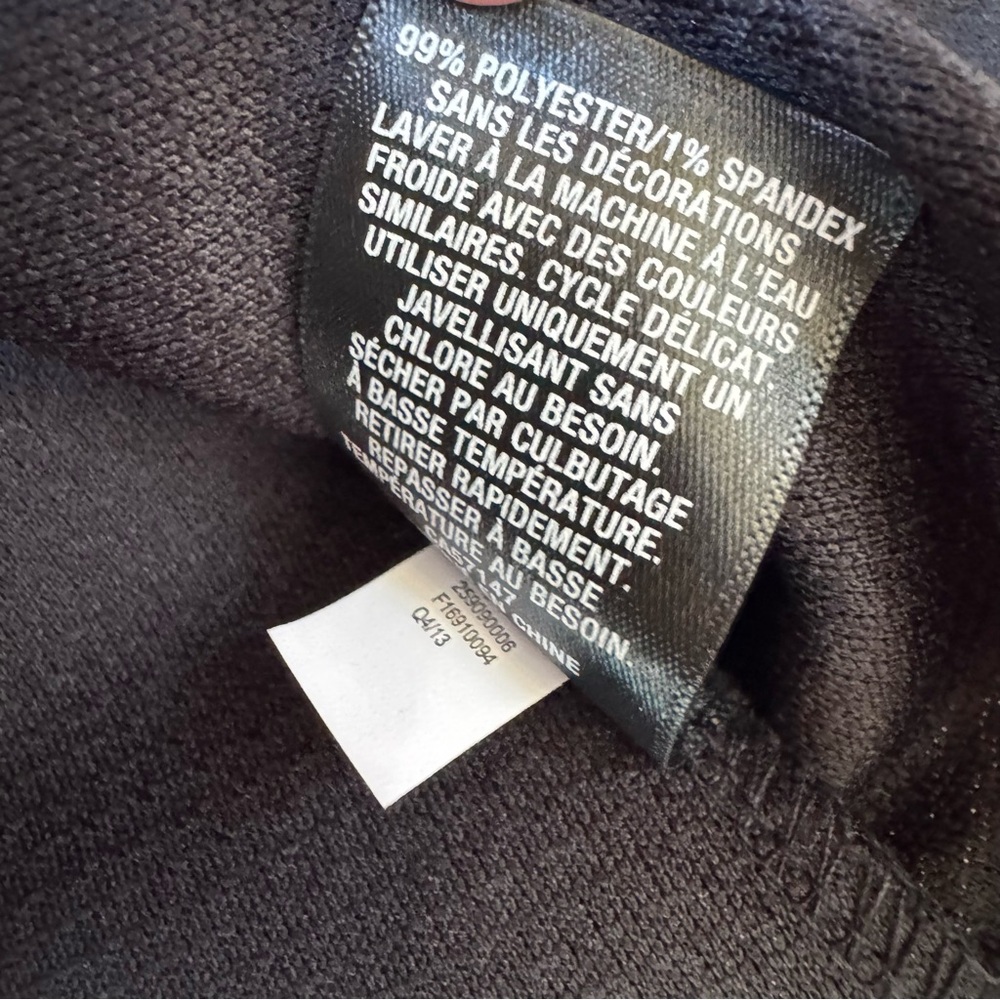 99% POLYESTER/1% SPANDEX
SANS LES DÉCORATIONS
LAVER À LA MACHINE À L'EAU
FROIDE AVEC DES COULEURS
SIMILAIRES. CYCLE DÉLICAT.
UTILISER UNIQUEMENT UN
JAVELLISANT SANS
CHLORE AU BESOIN.
SÉCHER PAR CULBUTAGE
À BASSE TEMPÉRATURE.
RETIRER RAPIDEMENT.
REPASSER À BASSE
TEMPÉRATURE AU BESOIN.
CHINE
259090006
F16910094
Q4/13